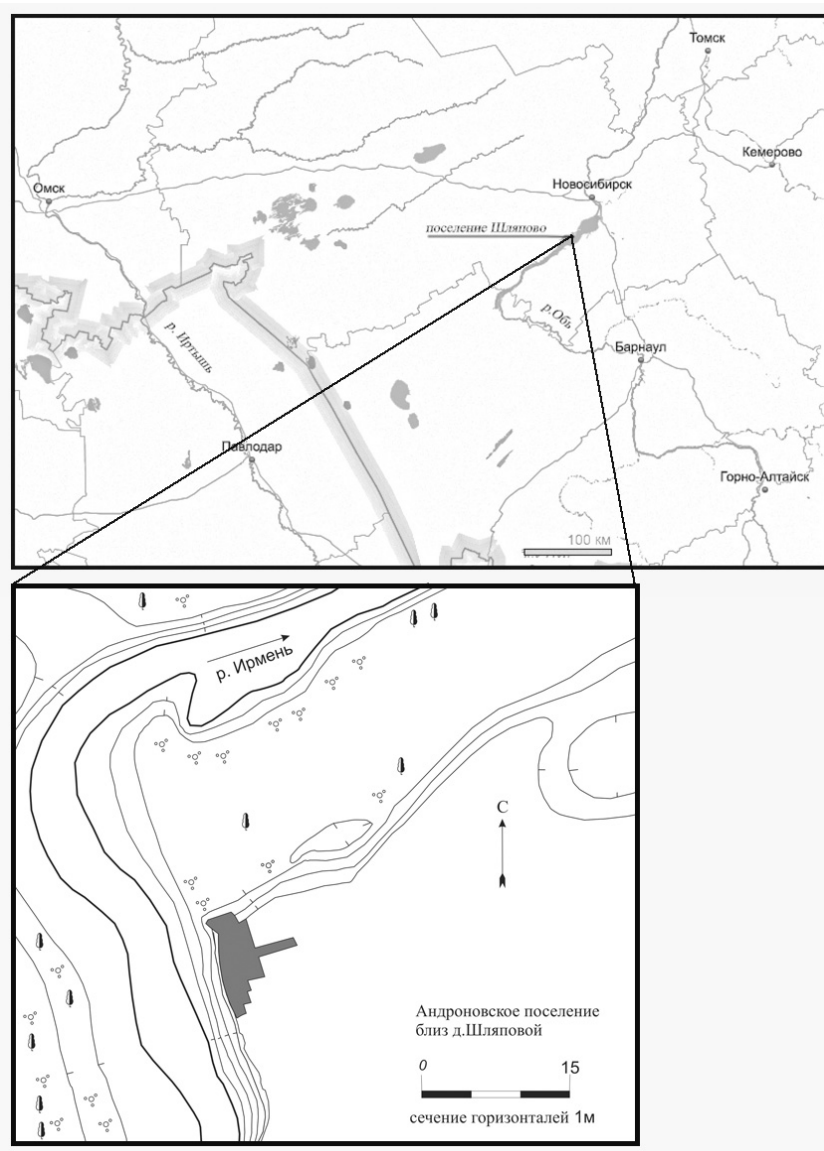 Томск
Кемерово
Омск
Новосибирск
поселение Шляпово
р.Обь
р. Иртышь
Барнаул
Павлодар
Горно-Алтайск
100 км
р. Ирмень
С
Андроновское поселение
близ д.Шляповой
0 15
сечение горизонталей 1м